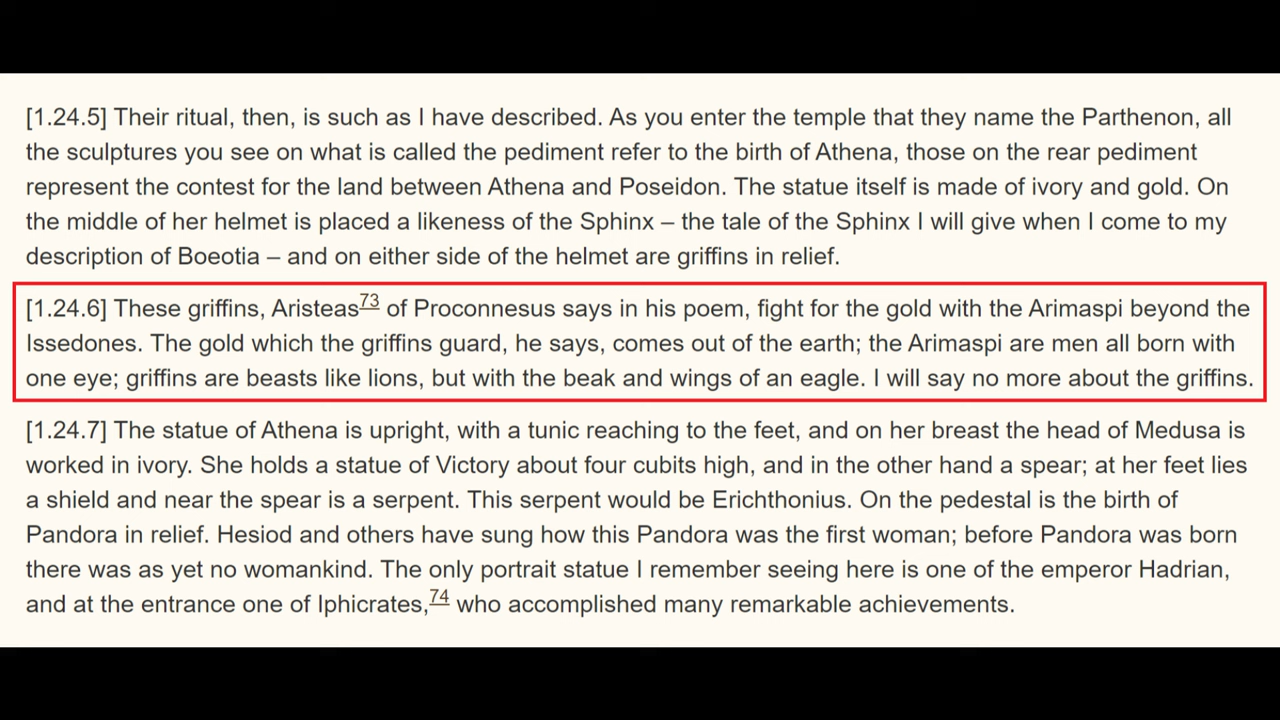 [1.24.5] Their ritual, then, is such as I have described. As you enter the temple that they name the Parthenon, all
the sculptures you see on what is called the pediment refer to the birth of Athena, those on the rear pediment
represent the contest for the land between Athena and Poseidon. The statue itself is made of ivory and gold. On
the middle of her helmet is placed a likeness of the Sphinx – the tale of the Sphinx I will give when I come to my
description of Boeotia – and on either side of the helmet are griffins in relief.
[1.24.6] These griffins, Aristeas73 of Proconnesus says in his poem, fight for the gold with the Arimaspi beyond the
Issedones. The gold which the griffins guard, he says, comes out of the earth; the Arimaspi are men all born with
one eye; griffins are beasts like lions, but with the beak and wings of an eagle. I will say no more about the griffins.
[1.24.7] The statue of Athena is upright, with a tunic reaching to the feet, and on her breast the head of Medusa is
worked in ivory. She holds a statue of Victory about four cubits high, and in the other hand a spear; at her feet lies
a shield and near the spear is a serpent. This serpent would be Erichthonius. On the pedestal is the birth of
Pandora in relief. Hesiod and others have sung how this Pandora was the first woman; before Pandora was born
there was as yet no womankind. The only portrait statue I remember seeing here is one of the emperor Hadrian,
and at the entrance one of Iphicrates,74 who accomplished many remarkable achievements.